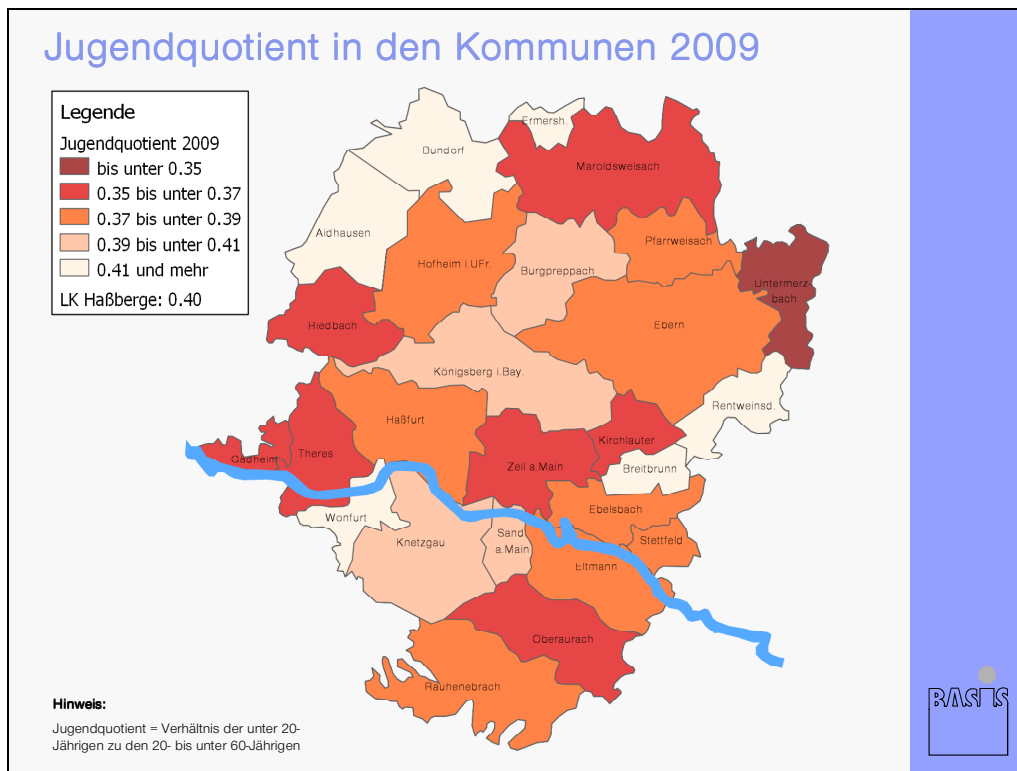 Jugendquotient in den Kommunen 2009
Legende
Jugendquotient 2009
bis unter 0.35
0.35 bis unter 0.37
0.37 bis unter 0.39
0.39 bis unter 0.41
0.41 und mehr
LK Haßberge: 0.40
Ermersh.
Bundorf
Maroldsweisach
Aidhausen
Pfarrweisach
Hofheim i.UFr.
Burgpreppach
Untermerz-
bach
Riedbach
Ebern
Königsberg i.Bay.
Rentweinsd.
Haßfurt
Kirchlauter
Theres
Gädheim
Zeil a.Main
Breitbrunn
Ebelsbach
Wonfurt
Sand
a.Main
Knetzgau
Stettfeld
Eltmann
Oberaurach
Rauhenebrach
Hinweis:
Jugendquotient = Verhältnis der unter 20-
Jährigen zu den 20- bis unter 60-Jährigen
BASIS